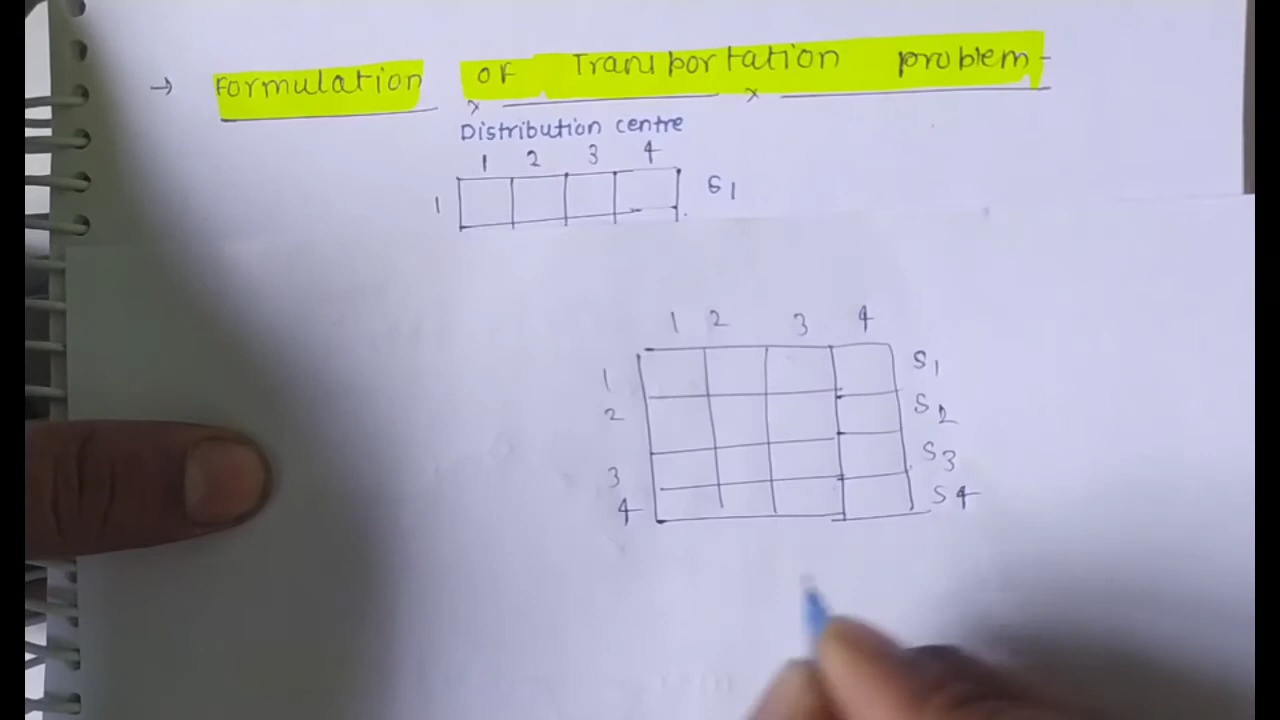 → Formulation of Transportation problem-
Distribution centre
1 2 3 4
1 S1
1 2 3 4
1 S1
2 S2
3 S3
4 S4